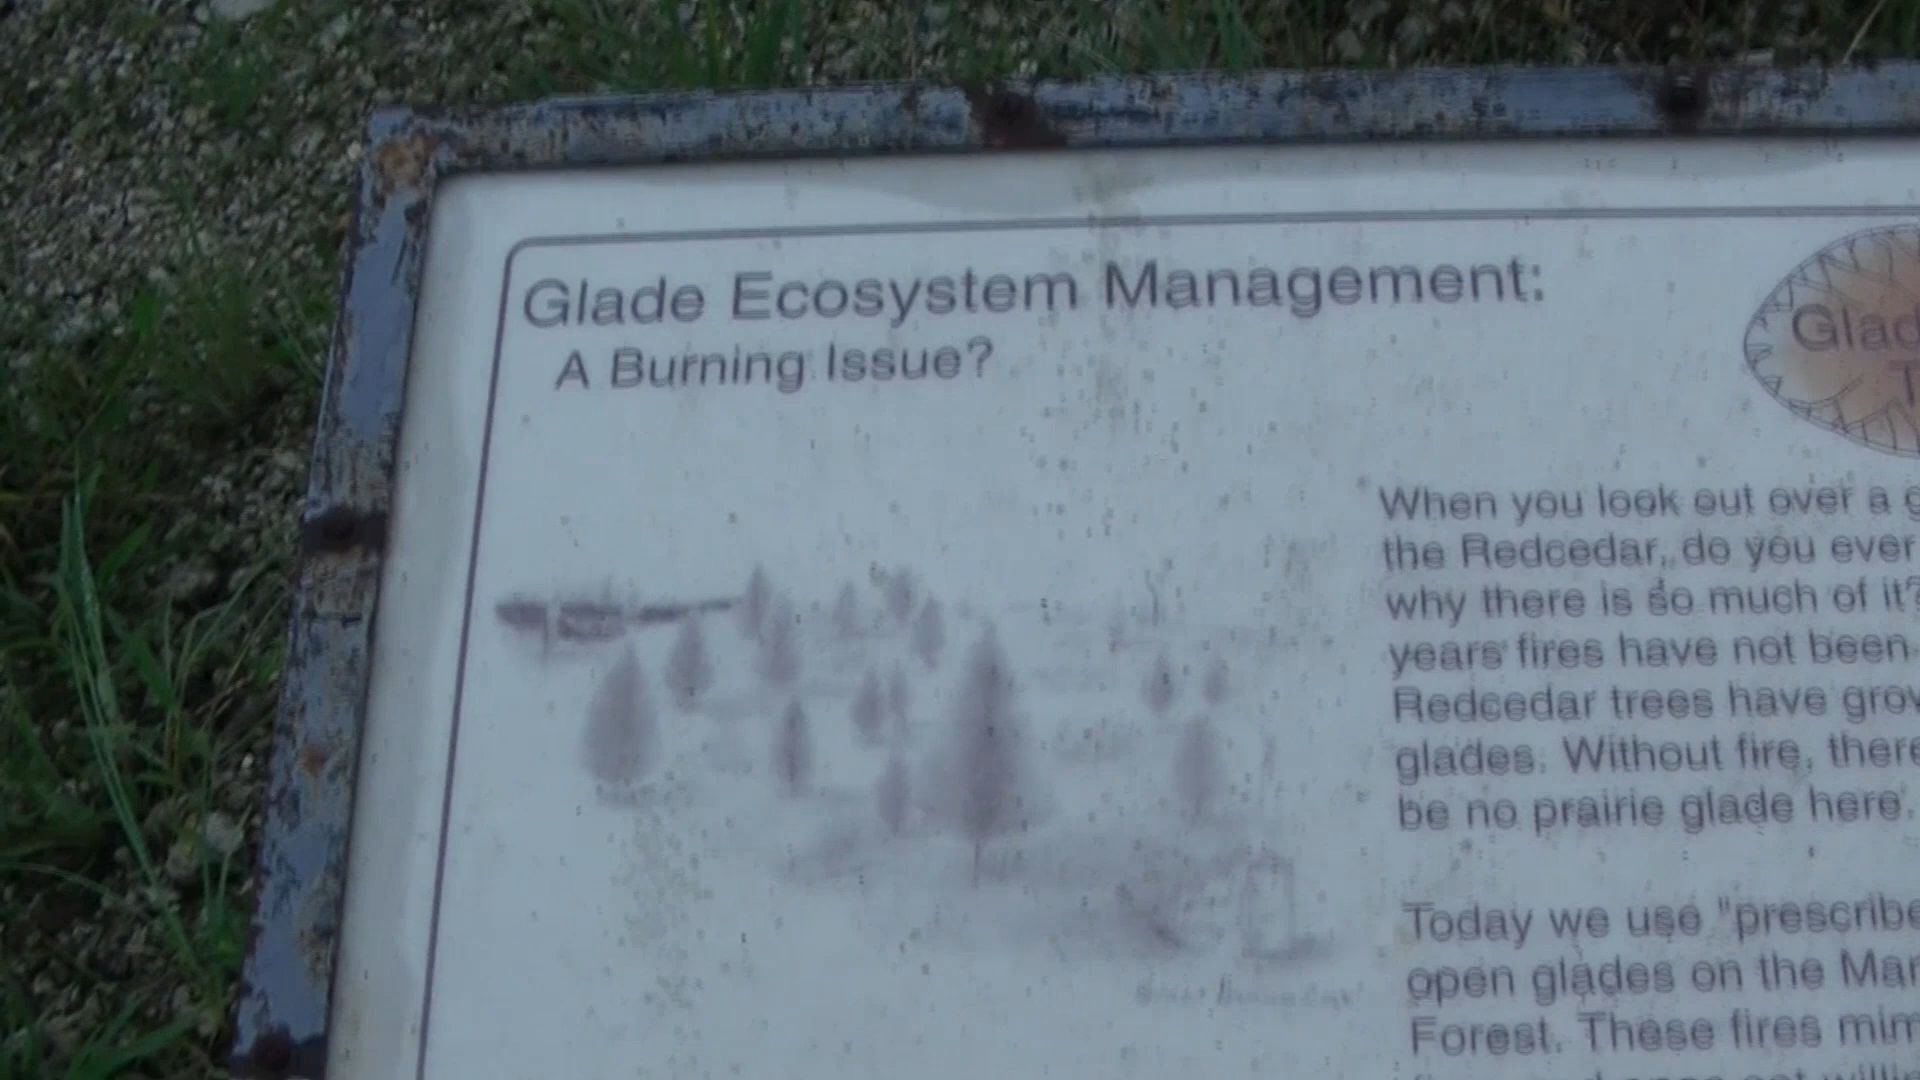 Glade Ecosystem Management:
A Burning Issue?
Glad
T
When you look out over a g
the Redcedar, do you ever
why there is so much of it?
years fires have not been
Redcedar trees have grow
glades. Without fire, there
be no prairie glade here.
Today we use "prescribe
open glades on the Mar
Forest. These fires mim